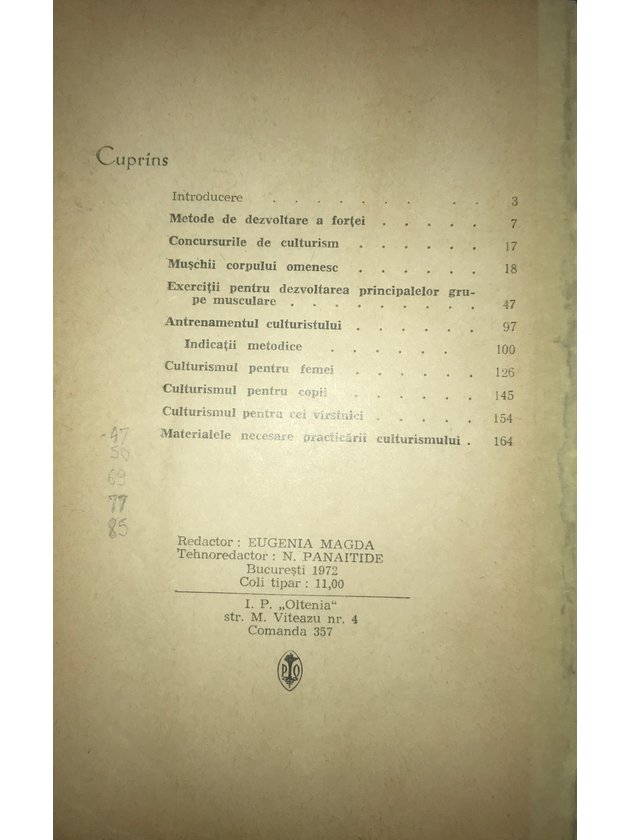 Cuprins
Introducere . . . . . . . . 3
Metode de dezvoltare a forței . . . . . 7
Concursurile de culturism . . . . . . 17
Mușchii corpului omenesc . . . . . . 18
Exerciții pentru dezvoltarea principalelor gru-
pe musculare . . . . . . . . 47
Antrenamentul culturistului . . . . . . 97
Indicații metodice . . . . . . 100
Culturismul pentru femei . . . . . . 126
Culturismul pentru copii . . . . . . 145
Culturismul pentru cei vîrstnici . . . . . 154
Materialele necesare practicării culturismului . 164
47
50
69
77
85
Redactor : EUGENIA MAGDA
Tehnoredactor : N. PANAITIDE
București 1972
Coli tipar : 11,00
I. P. „Oltenia“
str. M. Viteazu nr. 4
Comanda 357
P O